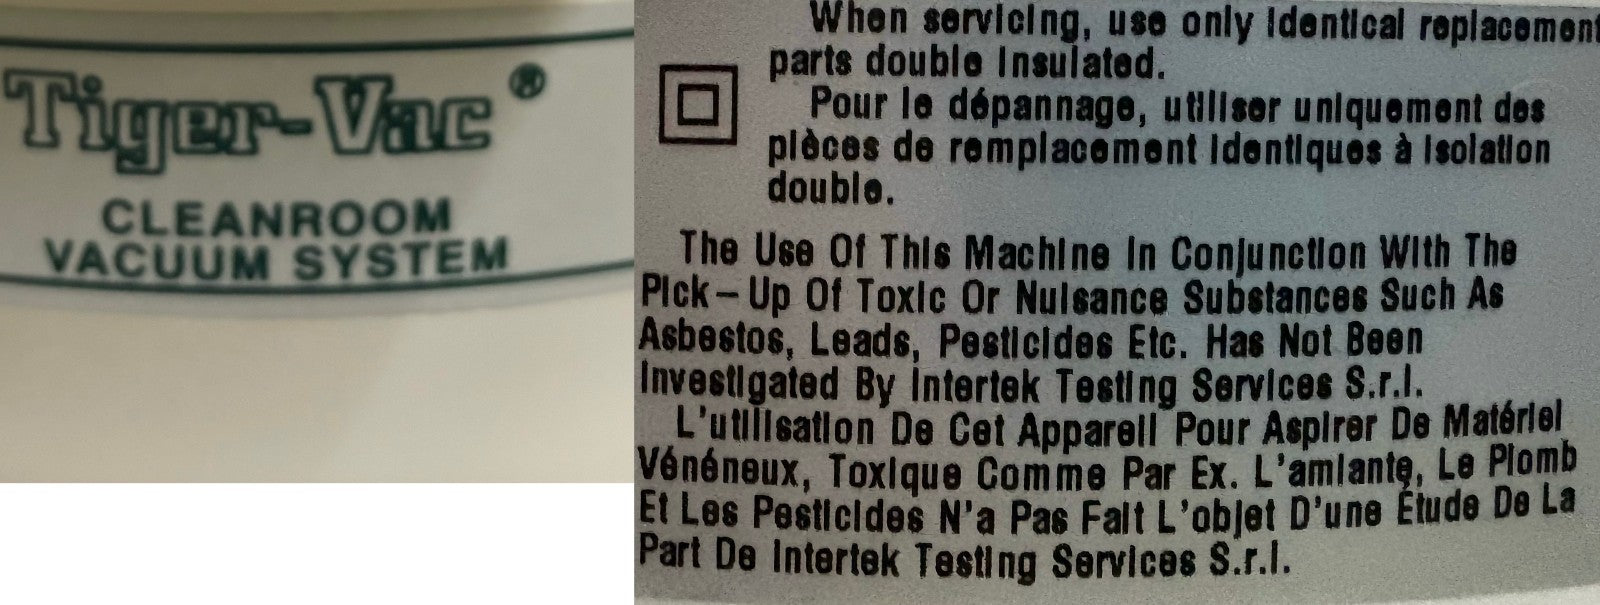 Tiger-Vac ®
CLEANROOM
VACUUM SYSTEM
When servicing, use only identical replacement
parts double insulated.
Pour le dépannage, utiliser uniquement des
pièces de remplacement identiques à isolation
double.
The Use Of This Machine In Conjunction With The
Pick-Up Of Toxic Or Nuisance Substances Such As
Asbestos, Leads, Pesticides Etc. Has Not Been
Investigated By Intertek Testing Services S.r.l.
L'utilisation De Cet Appareil Pour Aspirer De Matériel
Vénéneux, Toxique Comme Par Ex. L'amiante, Le Plomb
Et Les Pesticides N'a Pas Fait L'objet D'une Étude De La
Part De Intertek Testing Services S.r.l.